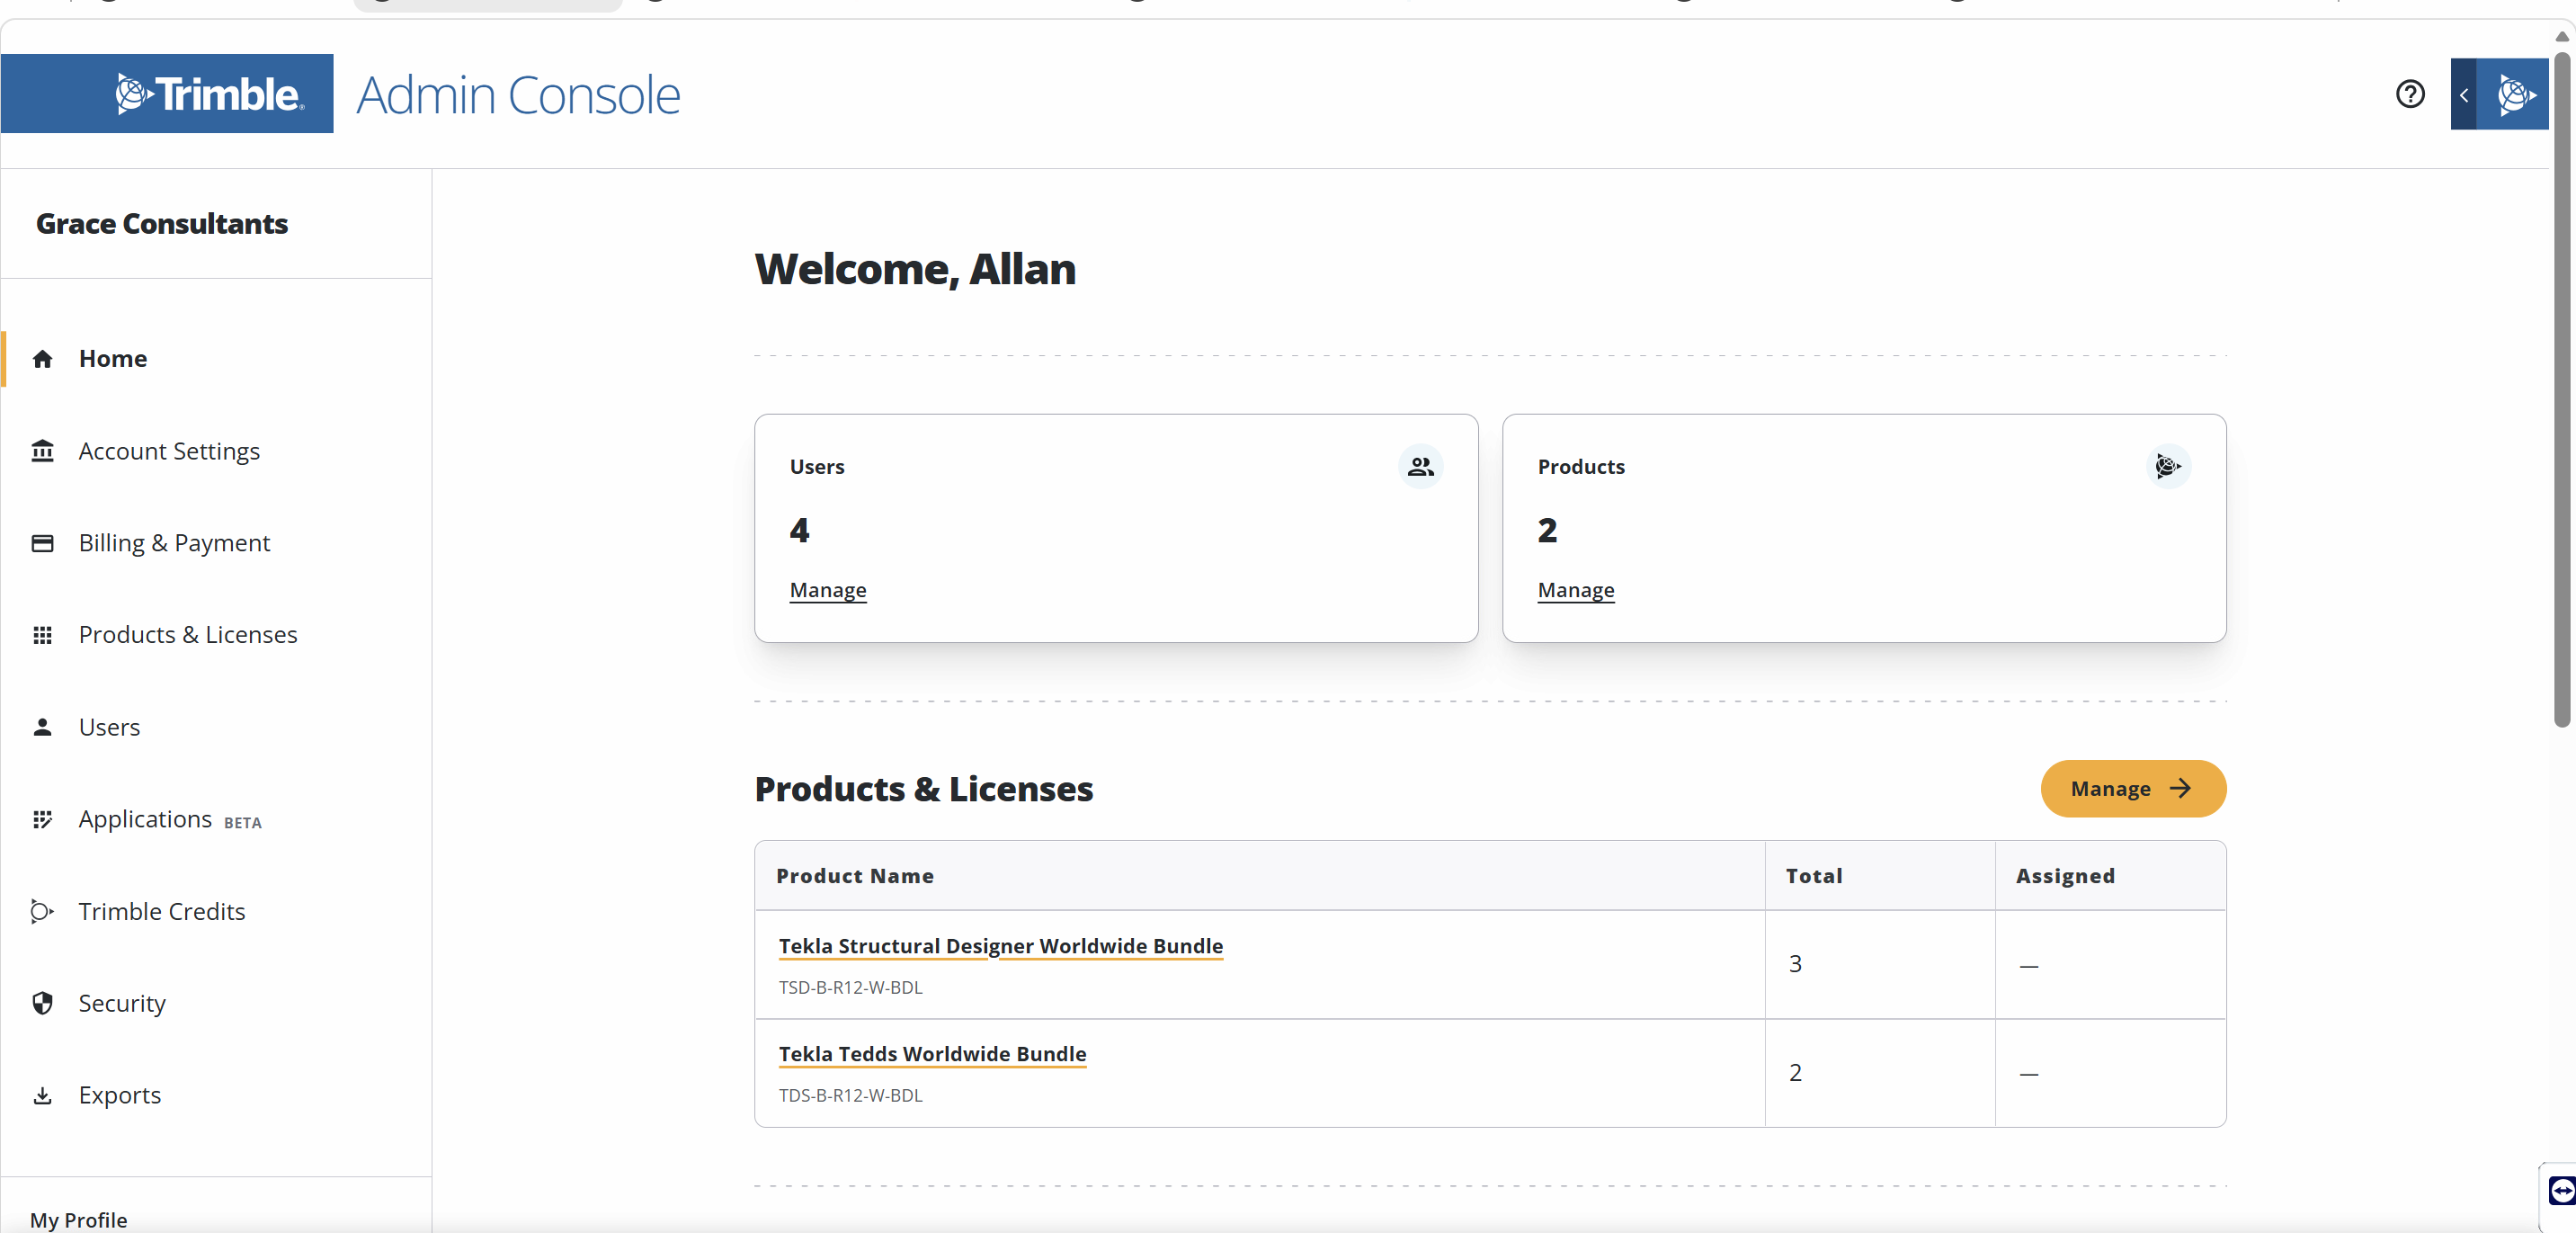 Trimble
Admin Console
Grace Consultants
Home
Account Settings
Billing & Payment
Products & Licenses
Users
Applications BETA
Trimble Credits
Security
Exports
My Profile
Welcome, Allan
Users
4
Manage
Products
2
Manage
Products & Licenses
Manage
Product Name Total Assigned
Tekla Structural Designer Worldwide Bundle
TSD-B-R12-W-BDL
3 —
Tekla Tedds Worldwide Bundle
TDS-B-R12-W-BDL
2 —